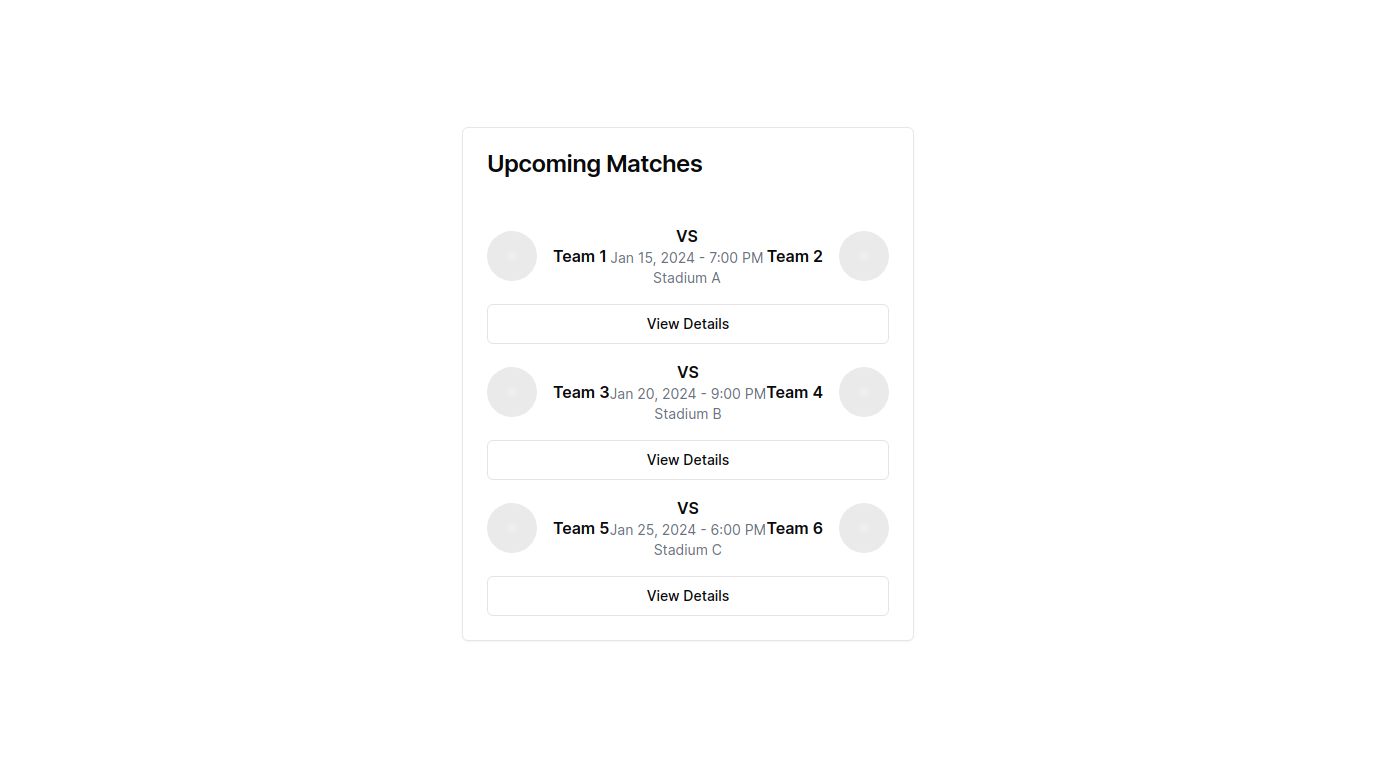 Upcoming Matches
VS
Team 1 Jan 15, 2024 - 7:00 PM Team 2
Stadium A
View Details
VS
Team 3 Jan 20, 2024 - 9:00 PM Team 4
Stadium B
View Details
VS
Team 5 Jan 25, 2024 - 6:00 PM Team 6
Stadium C
View Details